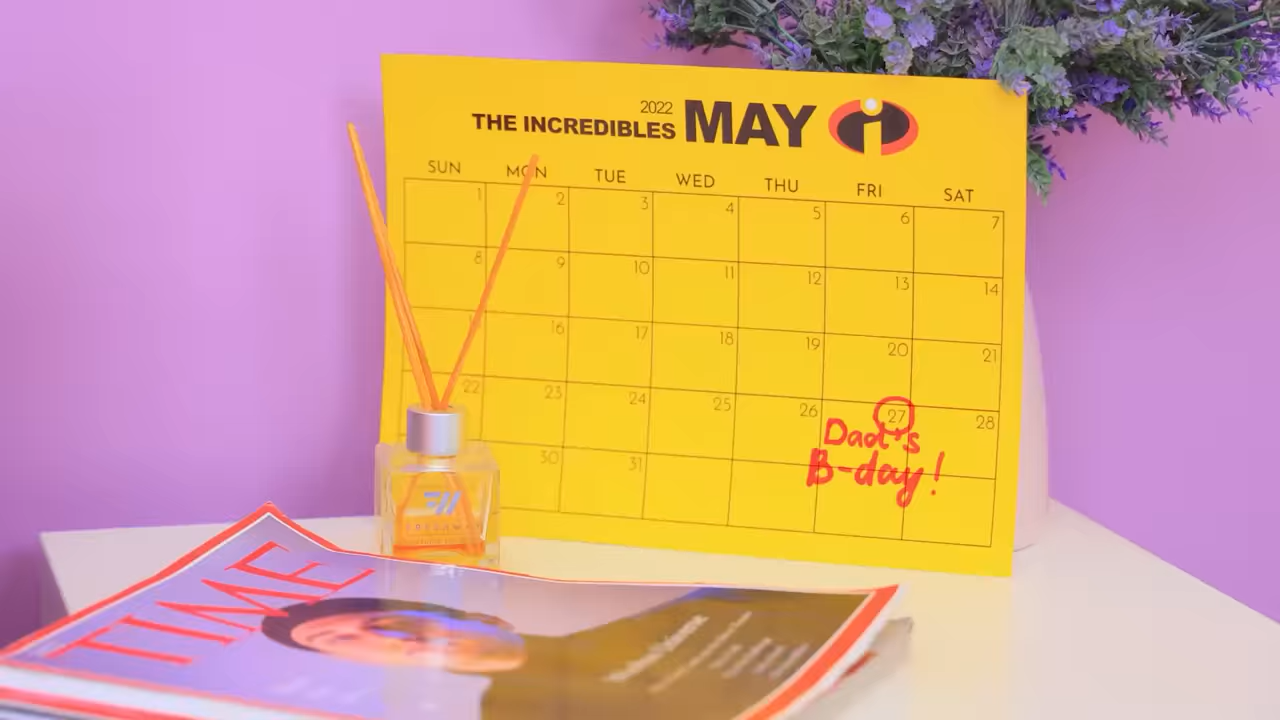 2022
THE INCREDIBLES MAY i
SUN MON TUE WED THU FRI SAT
1 2 3 4 5 6 7
8 9 10 11 12 13 14
16 17 18 19 20 21
22 23 24 25 26 27 28
30 31
Dad's
B-day!
TIME